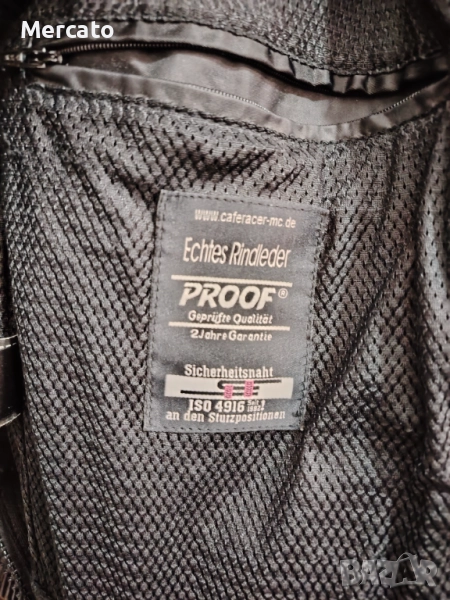 Mercato
www.caferacer-mc.de
Echtes Rindleder
PROOF®
Geprüfte Qualität
2 Jahre Garantie
Sicherheitsnaht
ISO 4916
an den Sturzpositionen
BAZAR